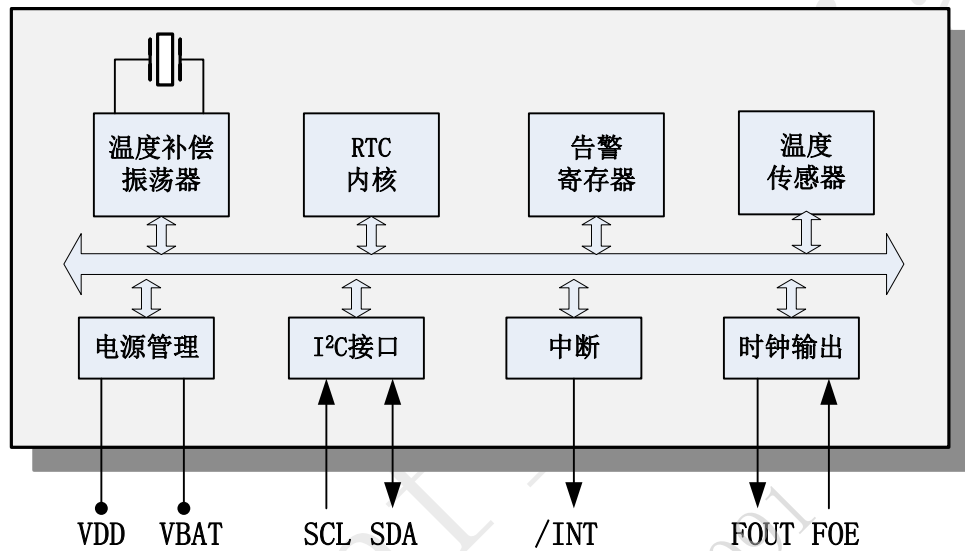 温度补偿
振荡器
RTC
内核
告警
寄存器
温度
传感器
电源管理
I²C接口
中断
时钟输出
VDD VBAT SCL SDA /INT FOUT FOE